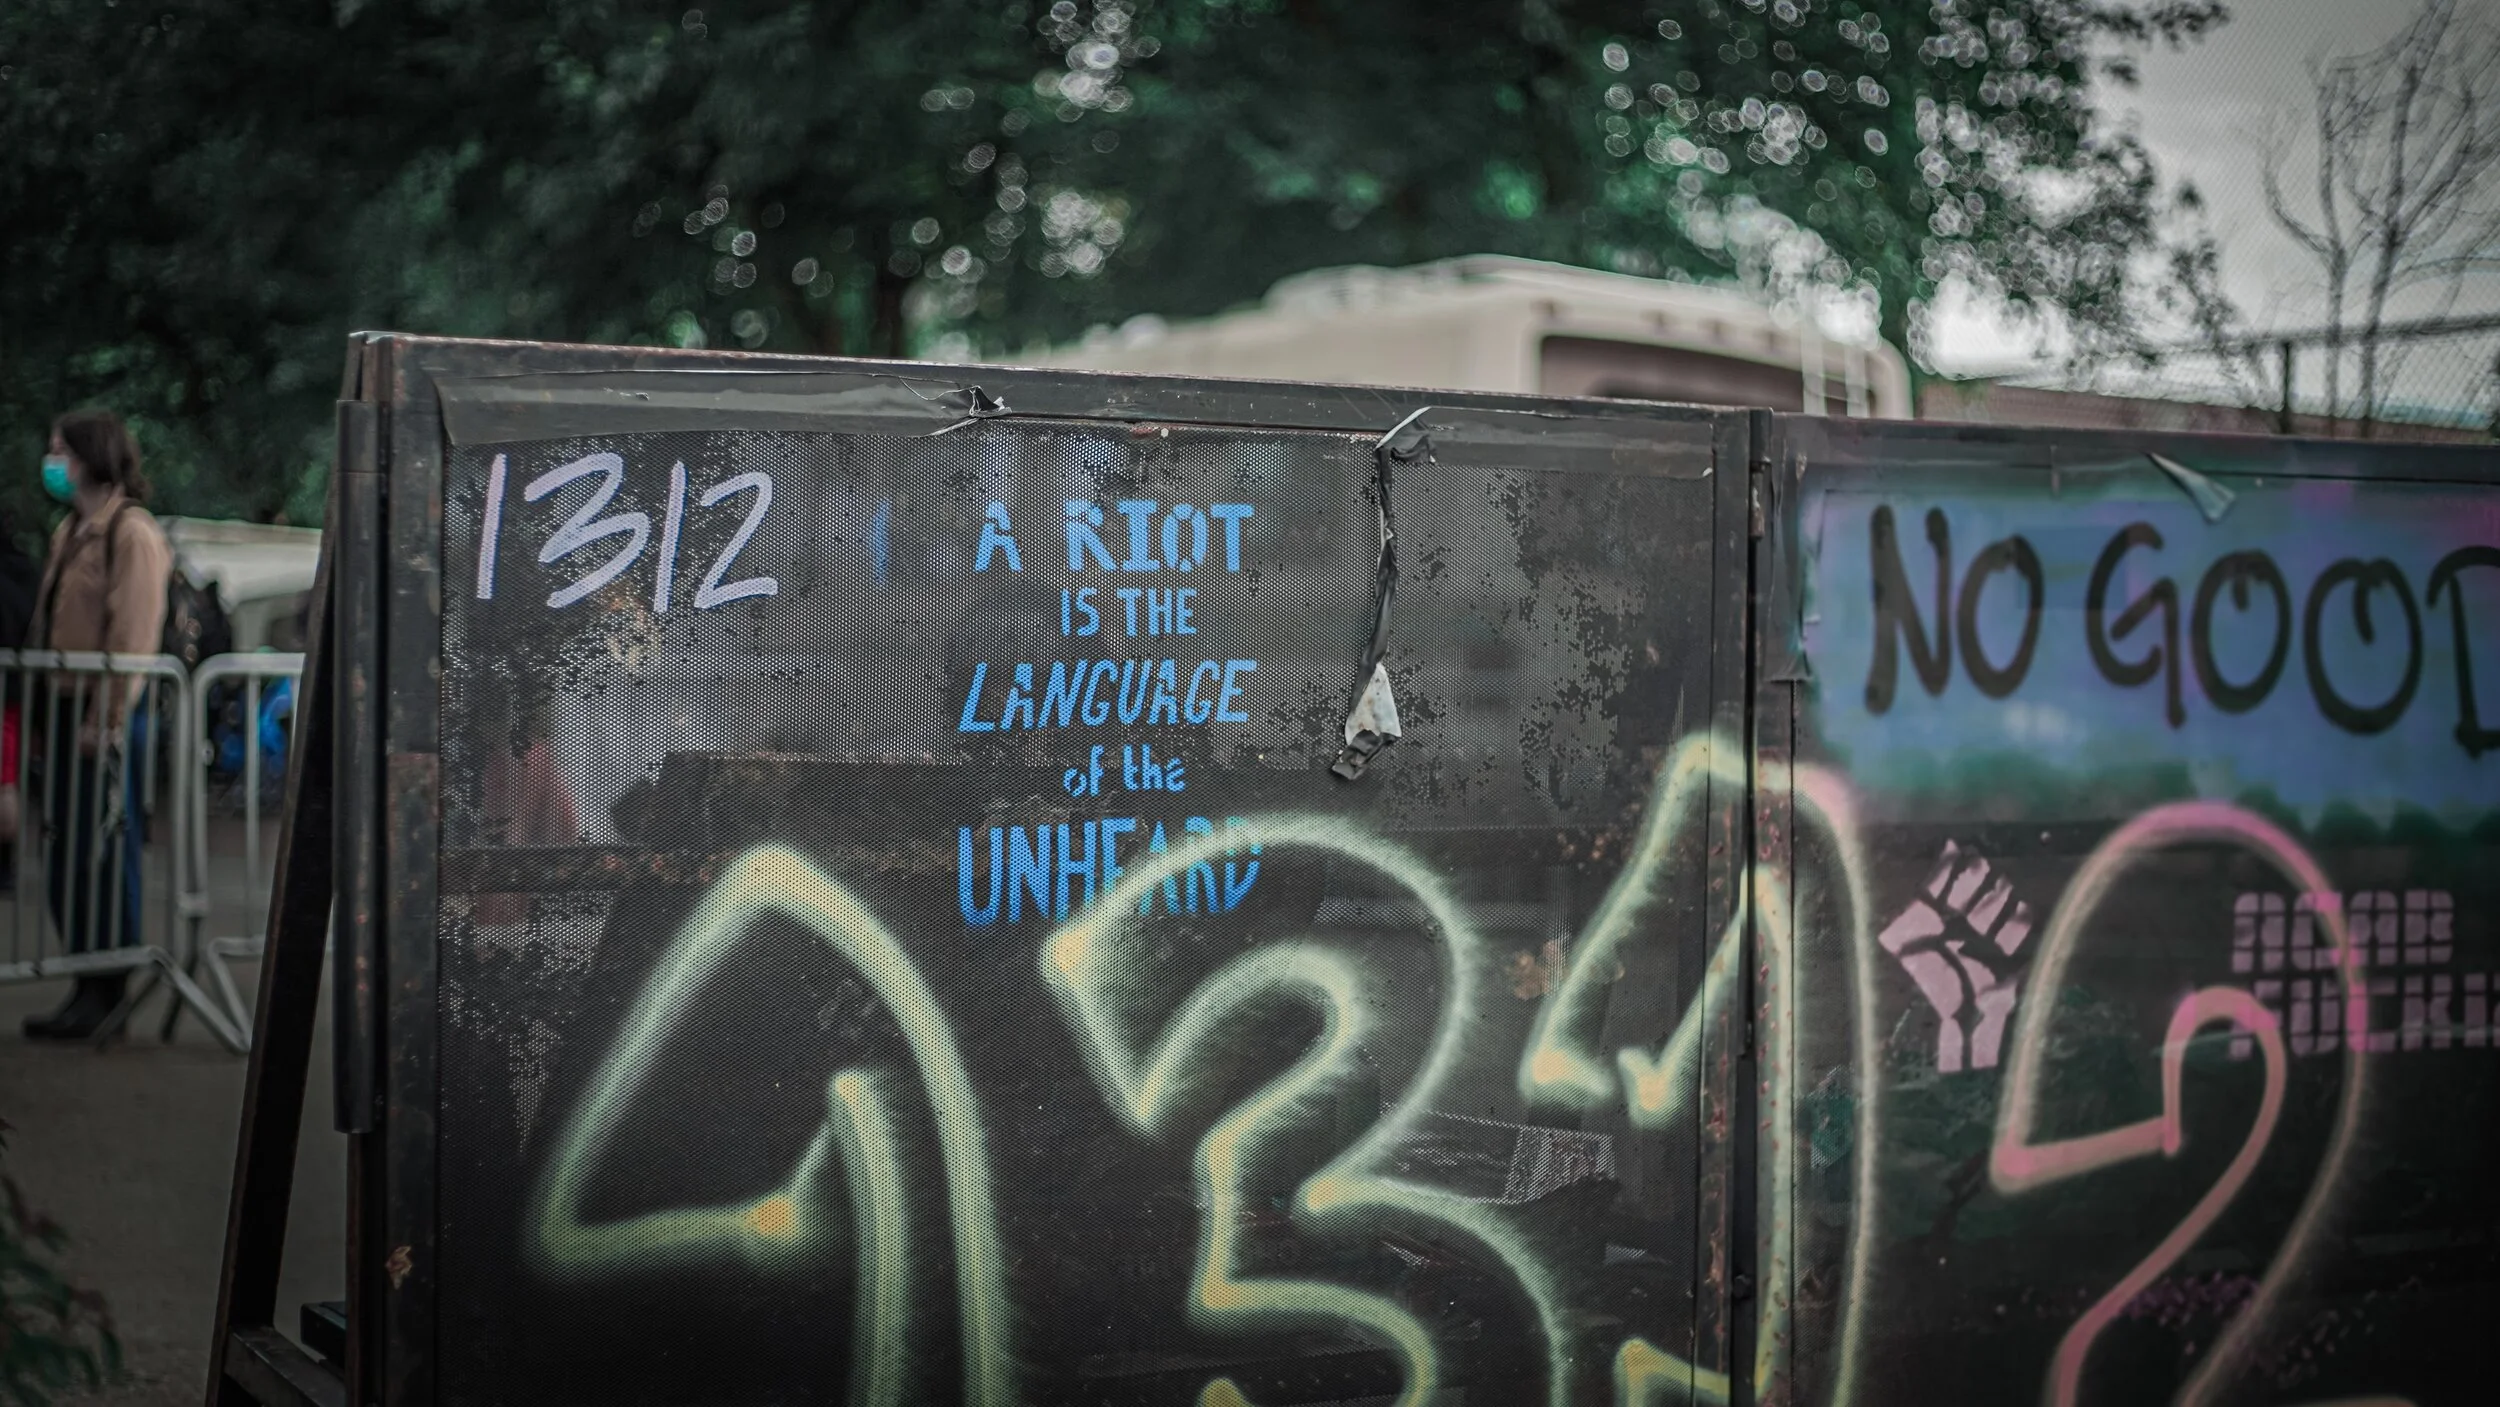 1312
A RIOT
IS THE
LANGUAGE
of the
UNHEARD
1312
NO GOOD